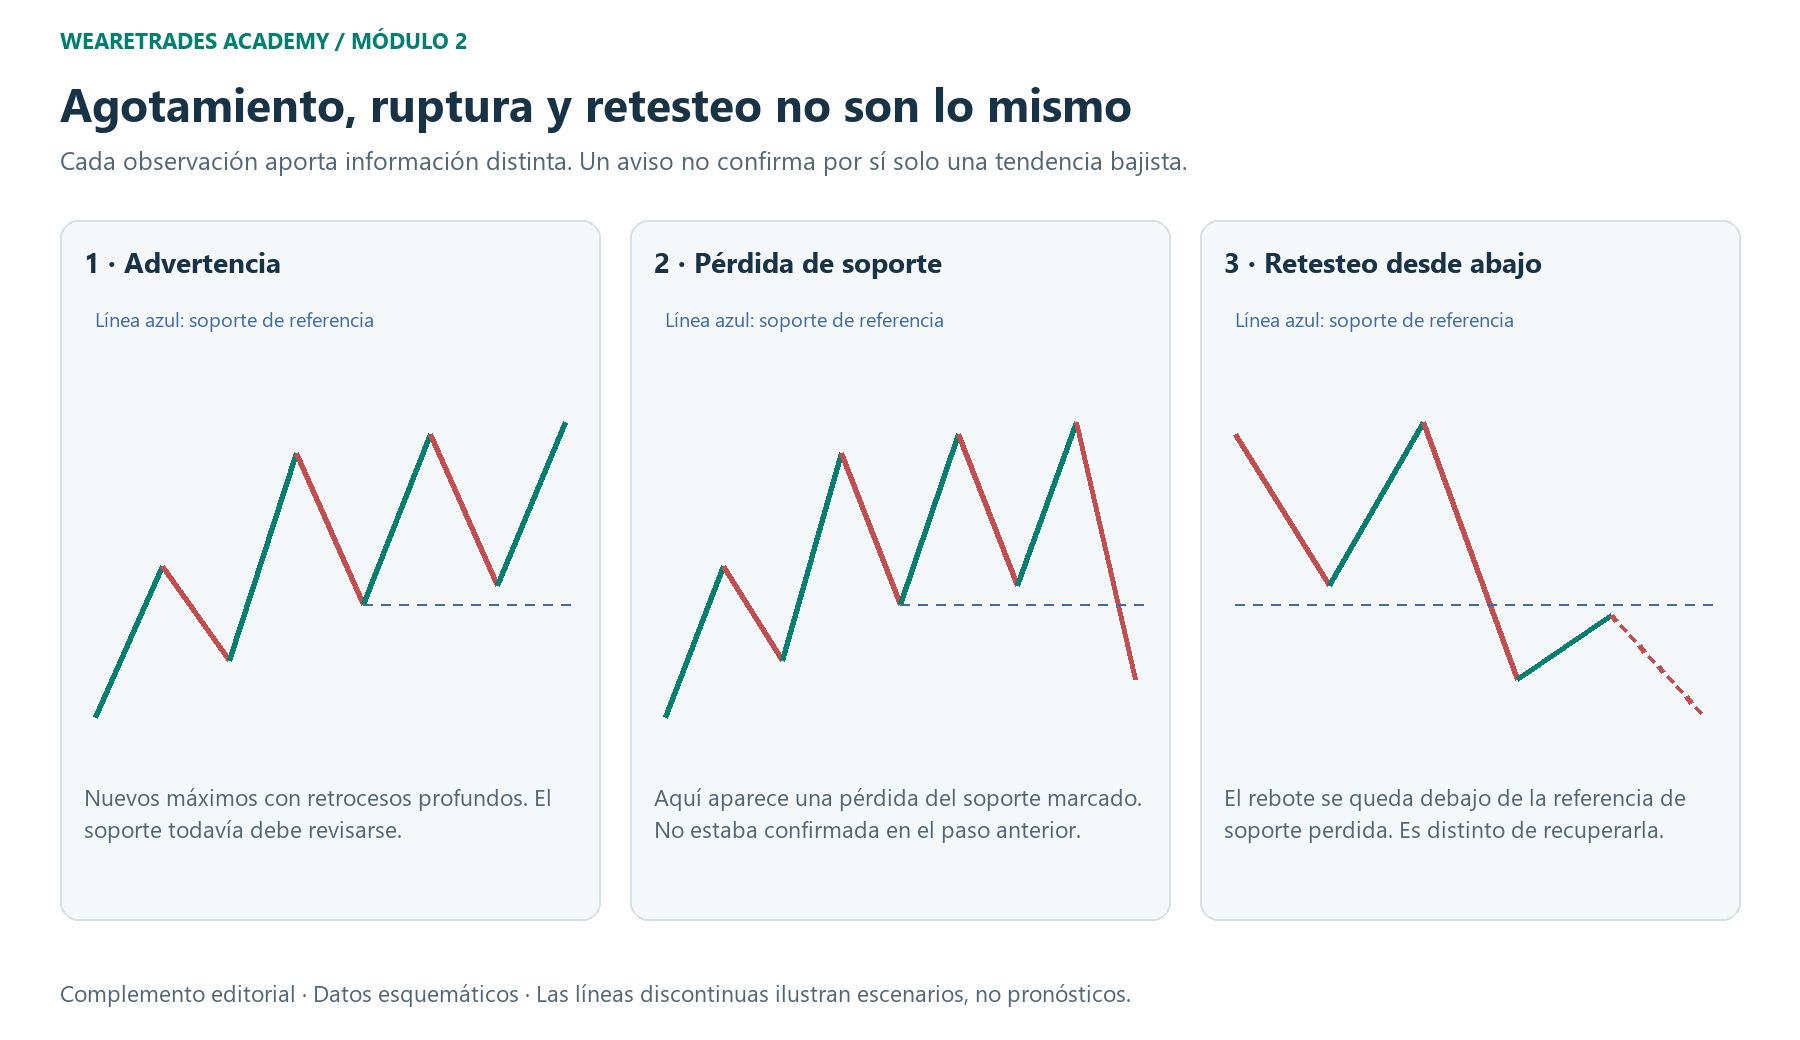 WEARETRADES ACADEMY / MÓDULO 2
Agotamiento, ruptura y retesteo no son lo mismo
Cada observación aporta información distinta. Un aviso no confirma por sí solo una tendencia bajista.
1 · Advertencia
Línea azul: soporte de referencia
Nuevos máximos con retrocesos profundos. El
soporte todavía debe revisarse.
2 · Pérdida de soporte
Línea azul: soporte de referencia
Aquí aparece una pérdida del soporte marcado.
No estaba confirmada en el paso anterior.
3 · Retesteo desde abajo
Línea azul: soporte de referencia
El rebote se queda debajo de la referencia de
soporte perdida. Es distinto de recuperarla.
Complemento editorial · Datos esquemáticos · Las líneas discontinuas ilustran escenarios, no pronósticos.